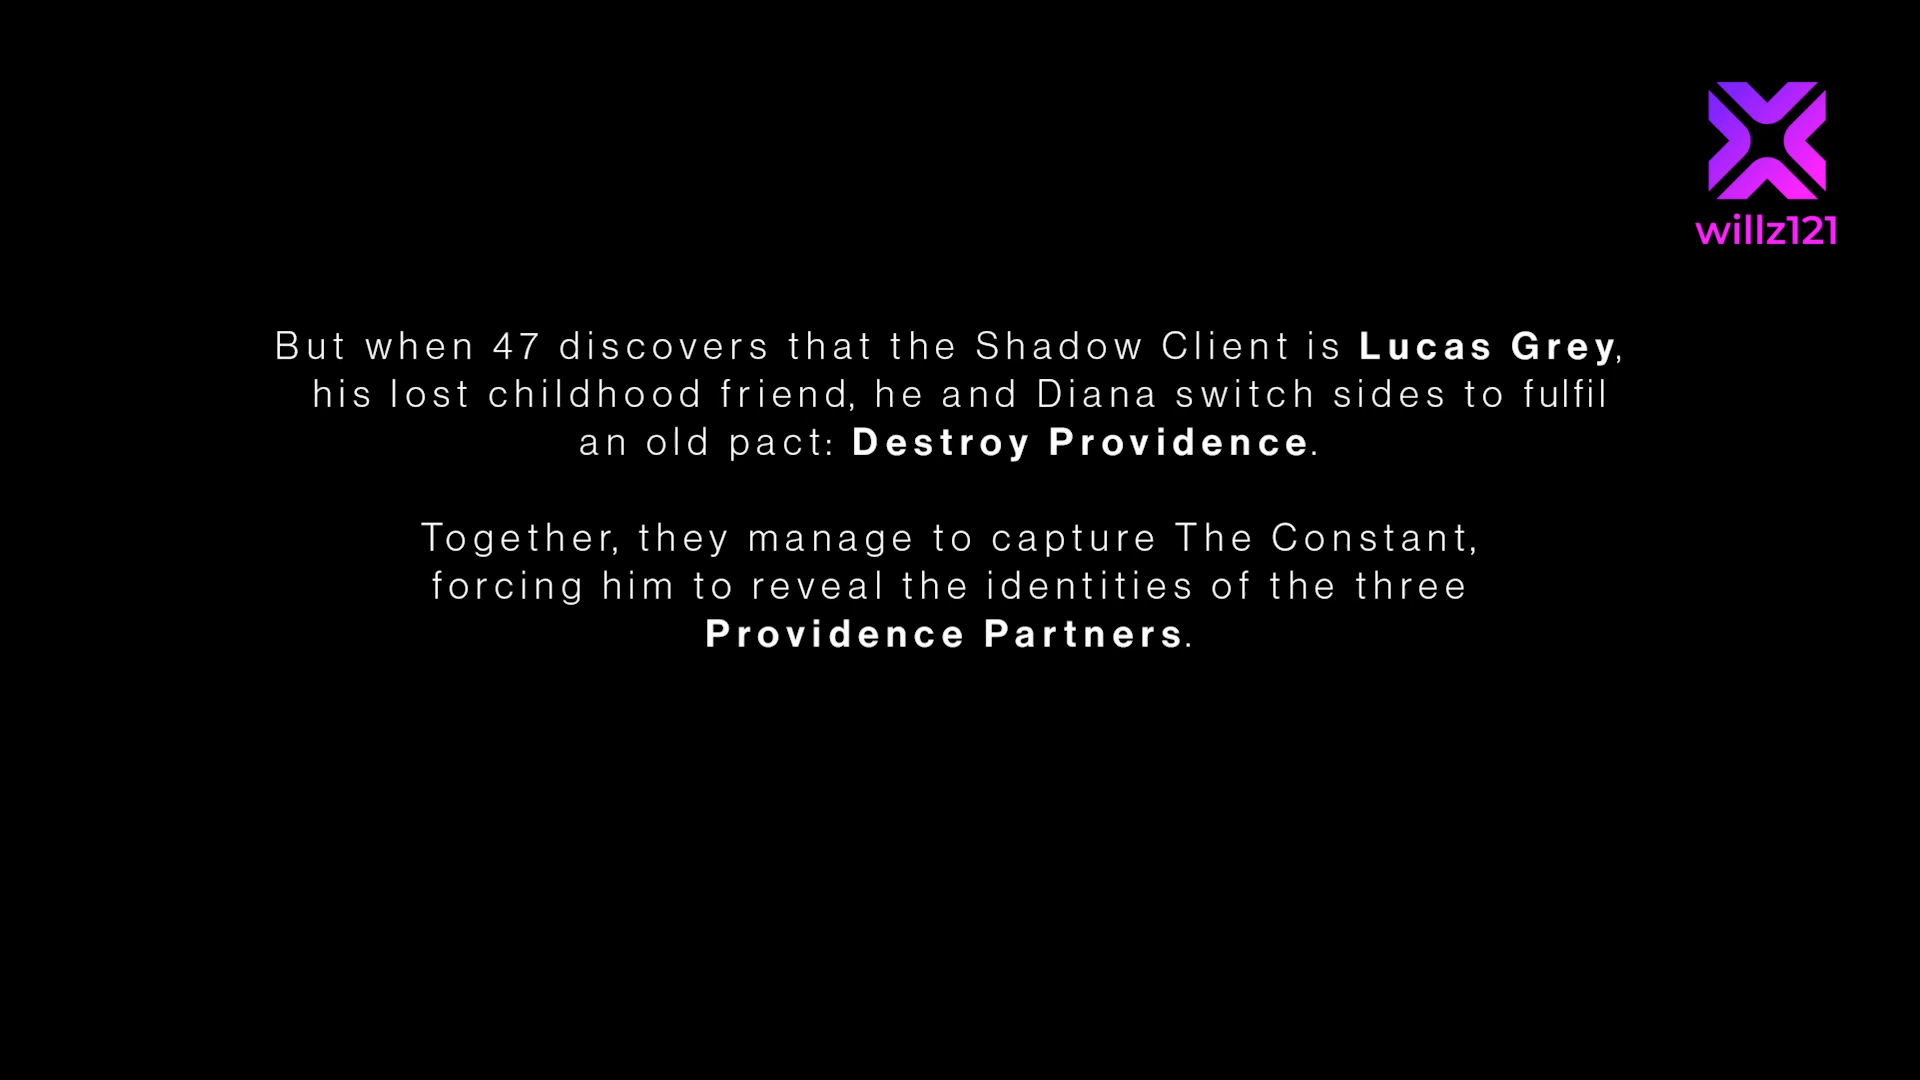 willz121
But when 47 discovers that the Shadow Client is Lucas Grey,
his lost childhood friend, he and Diana switch sides to fulfil
an old pact: Destroy Providence.
Together, they manage to capture The Constant,
forcing him to reveal the identities of the three
Providence Partners.